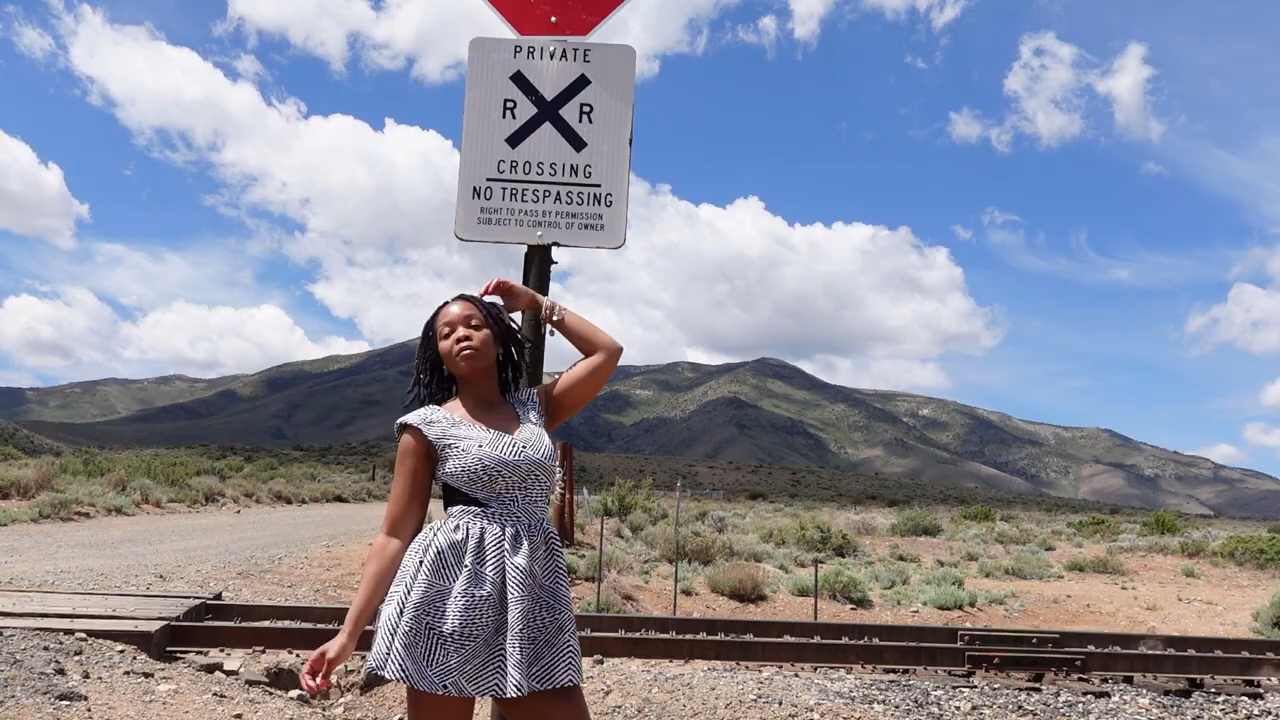 PRIVATE
R R
CROSSING
NO TRESPASSING
RIGHT TO PASS BY PERMISSION
SUBJECT TO CONTROL OF OWNER